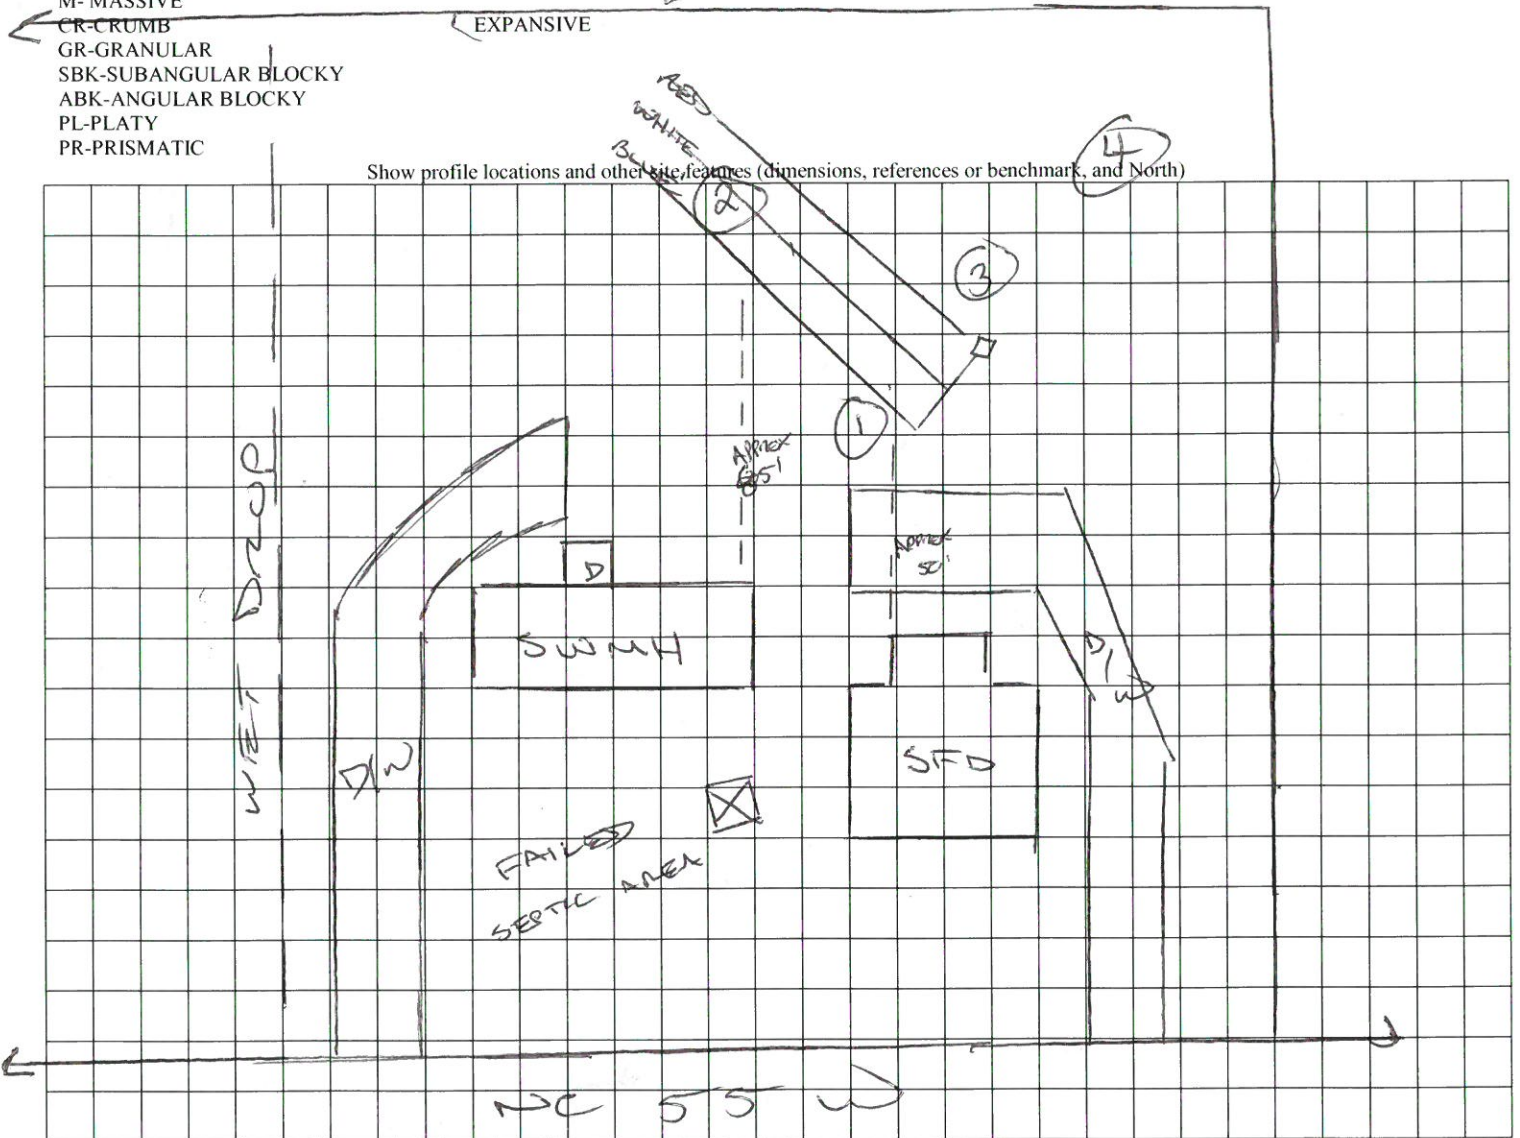 M- MASSIVE
CR-CRUMB
EXPANSIVE
GR-GRANULAR
SBK-SUBANGULAR BLOCKY
ABK-ANGULAR BLOCKY
PL-PLATY
PR-PRISMATIC
RED
WHITE
BLUE
4
Show profile locations and other site features (dimensions, references or benchmark, and North)
2
3
1
APPROX
APPROX
50'
D
SWMH
D/W
WET DROP
SFD
D/W
FAILED
SEPTIC AREA
NC 55 W